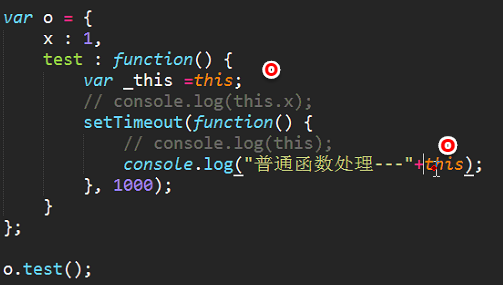 var o = {
x : 1,
test : function() {
var _this =this;
// console.log(this.x);
setTimeout(function() {
// console.log(this);
console.log("普通函数处理---"+this);
}, 1000);
}
};
o.test();